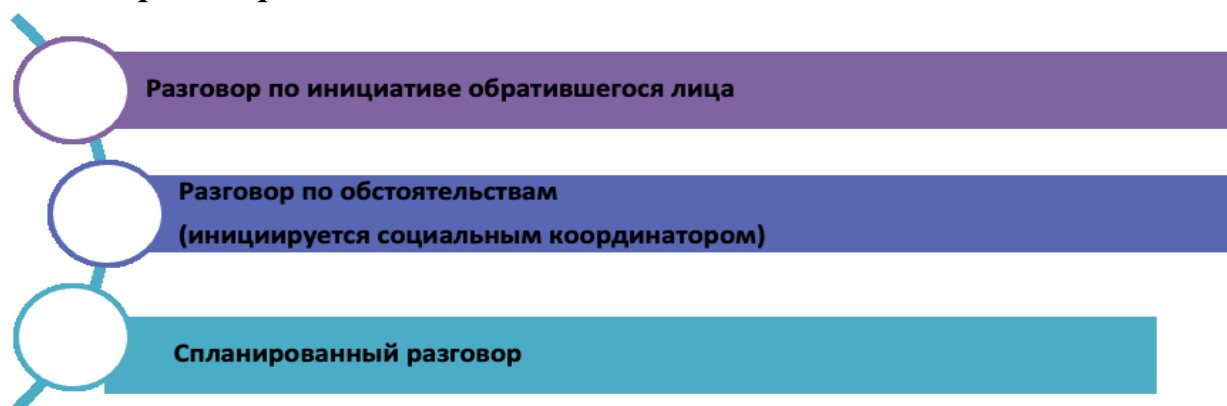 Разговор по инициативе обратившегося лица
Разговор по обстоятельствам
(инициируется социальным координатором)
Спланированный разговор